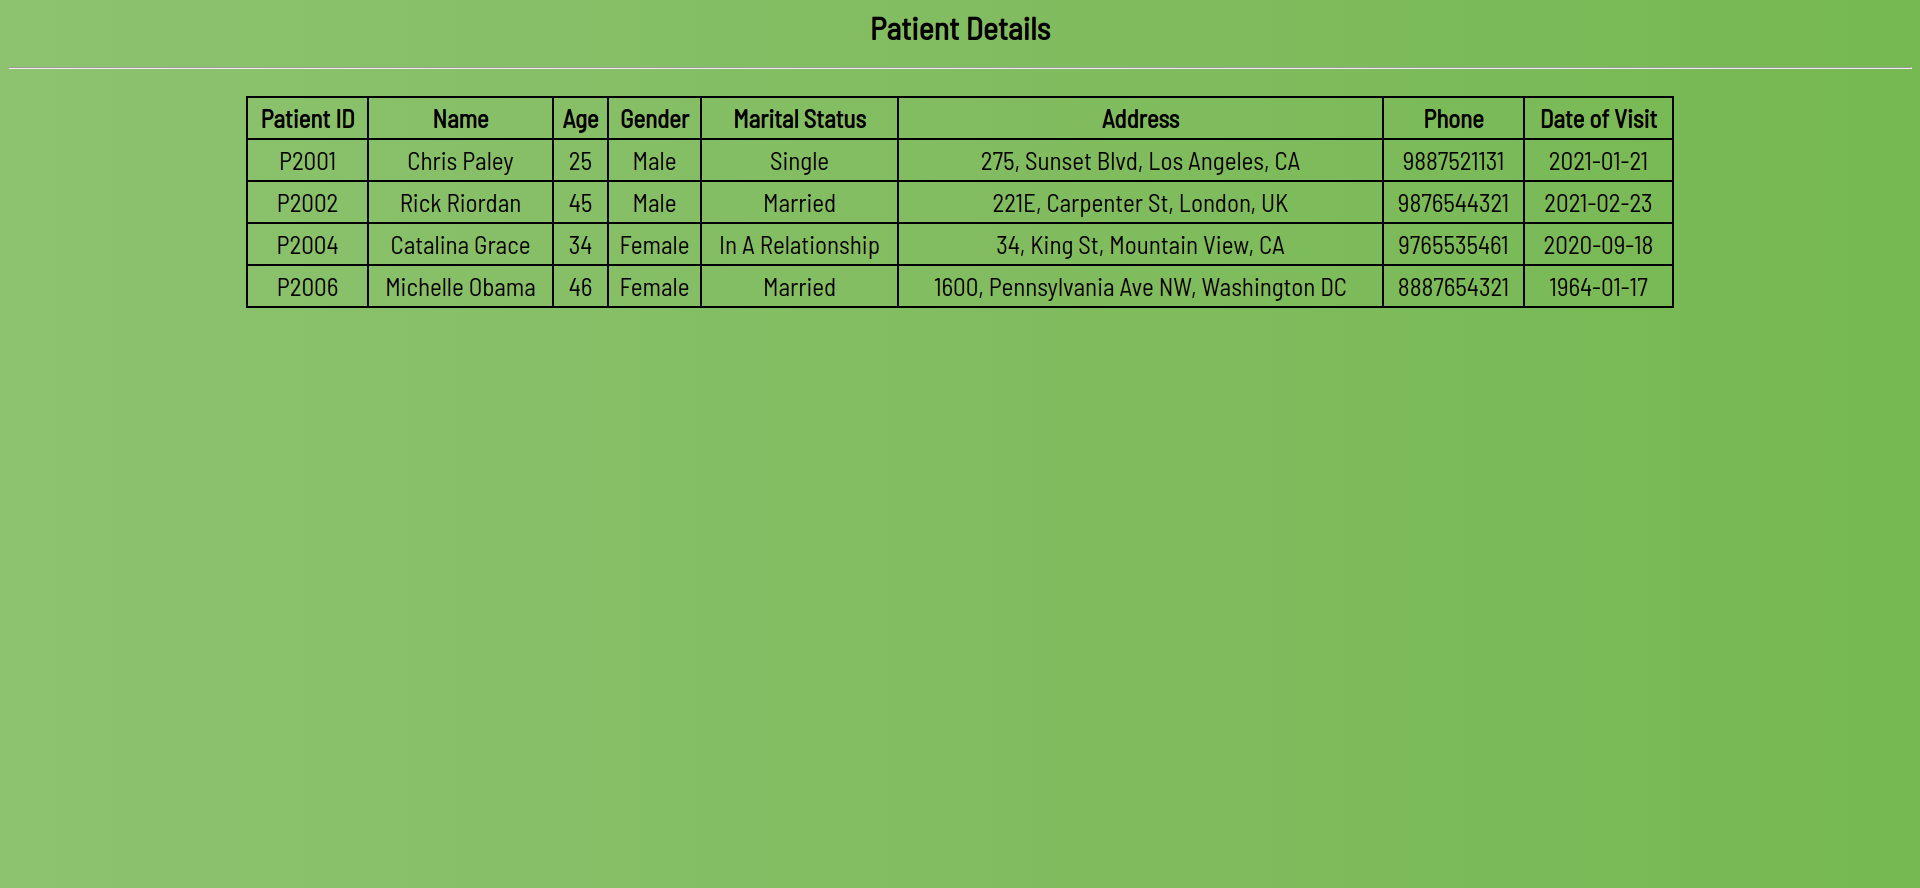 Patient Details
Patient ID Name Age Gender Marital Status Address Phone Date of Visit
P2001 Chris Paley 25 Male Single 275, Sunset Blvd, Los Angeles, CA 9887521131 2021-01-21
P2002 Rick Riordan 45 Male Married 221E, Carpenter St, London, UK 9876544321 2021-02-23
P2004 Catalina Grace 34 Female In A Relationship 34, King St, Mountain View, CA 9765535461 2020-09-18
P2006 Michelle Obama 46 Female Married 1600, Pennsylvania Ave NW, Washington DC 8887654321 1964-01-17